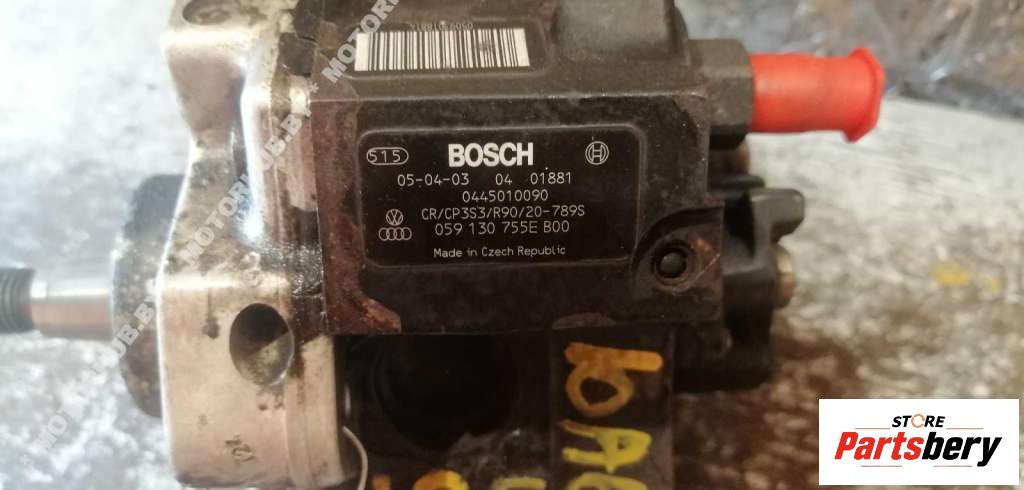 0509301881
515 BOSCH
05-04-03 04 01881
0445010090
CR/CP3S3/R90/20-789S
059 130 755E B00
Made in Czech Republic
STORE
Partsbery